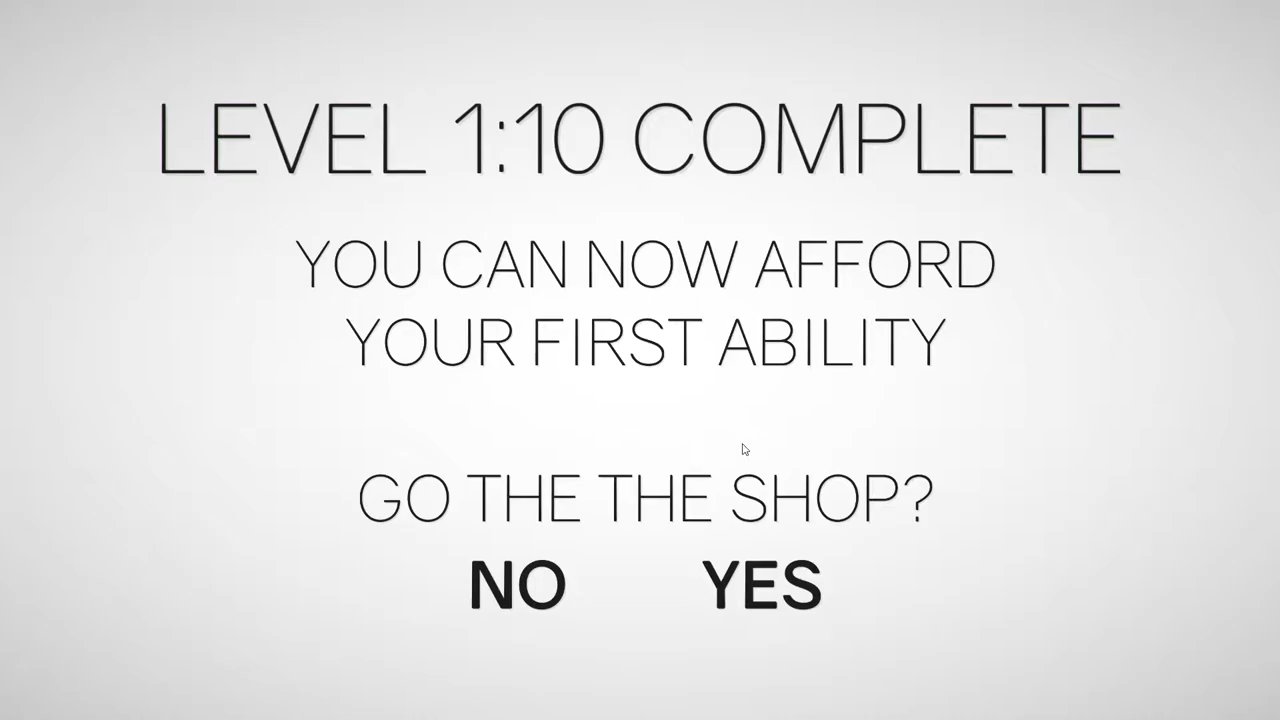 LEVEL 1:10 COMPLETE
YOU CAN NOW AFFORD
YOUR FIRST ABILITY
GO THE THE SHOP?
NO YES